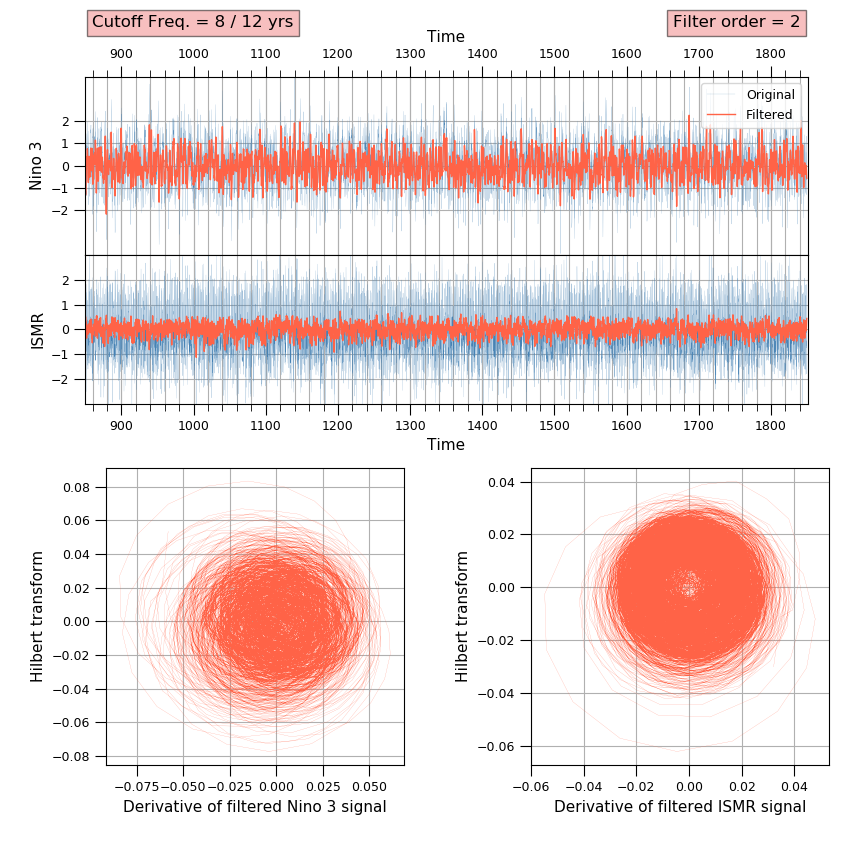 Cutoff Freq. = 8 / 12 yrs
Filter order = 2
Time
900 1000 1100 1200 1300 1400 1500 1600 1700 1800
Original
Filtered
Nino 3
2
1
0
−1
−2
ISMR
2
1
0
−1
−2
900 1000 1100 1200 1300 1400 1500 1600 1700 1800
Time
Hilbert transform
0.08
0.06
0.04
0.02
0.00
−0.02
−0.04
−0.06
−0.08
−0.075 −0.050 −0.025 0.000 0.025 0.050
Derivative of filtered Nino 3 signal
Hilbert transform
0.04
0.02
0.00
−0.02
−0.04
−0.06
−0.06 −0.04 −0.02 0.00 0.02 0.04
Derivative of filtered ISMR signal